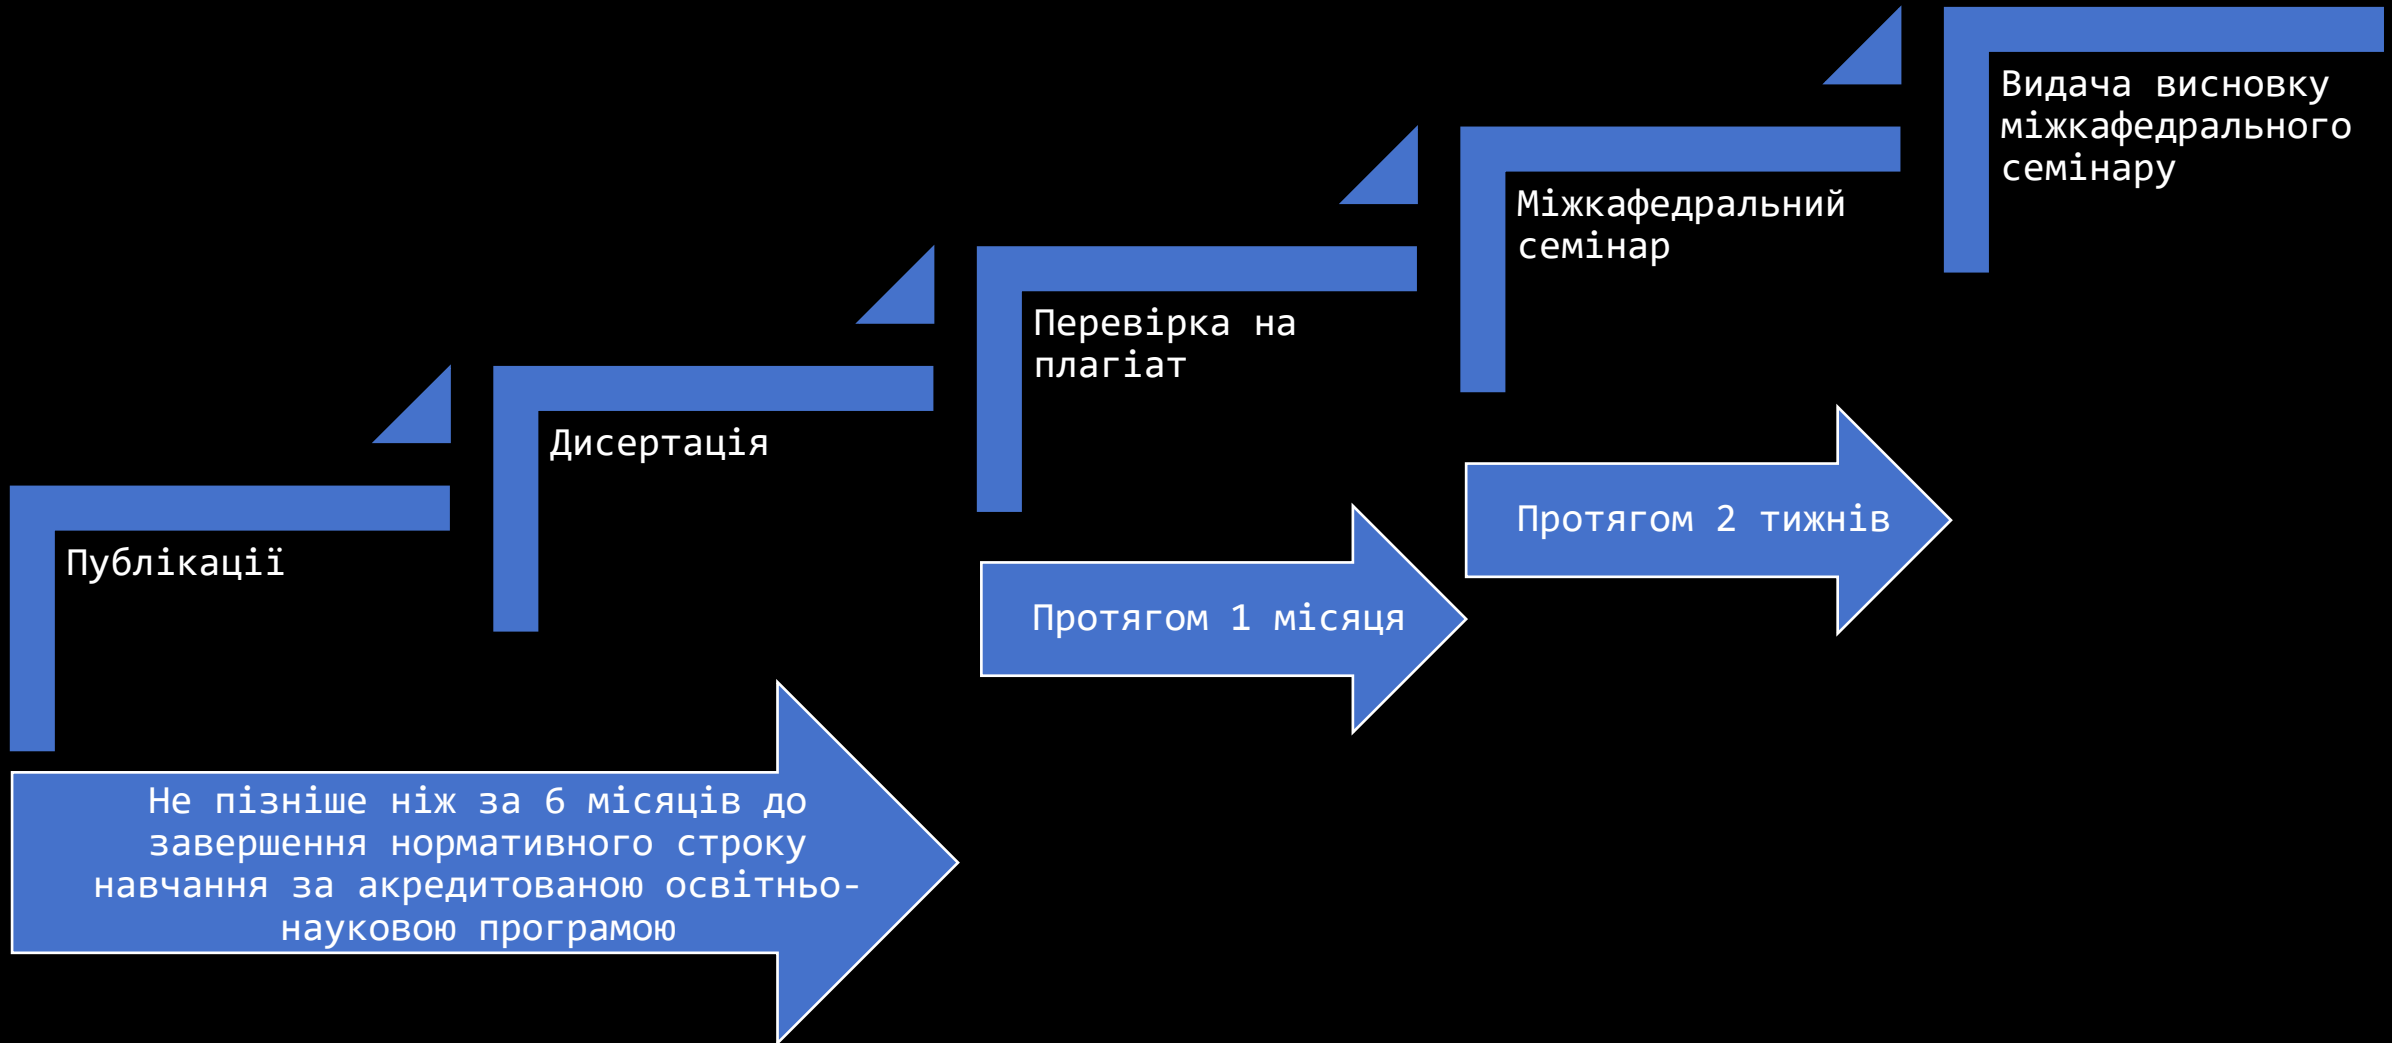 Публікації
Дисертація
Перевірка на
плагіат
Міжкафедральний
семінар
Видача висновку
міжкафедрального
семінару
Не пізніше ніж за 6 місяців до
завершення нормативного строку
навчання за акредитованою освітньо-
науковою програмою
Протягом 1 місяця
Протягом 2 тижнів